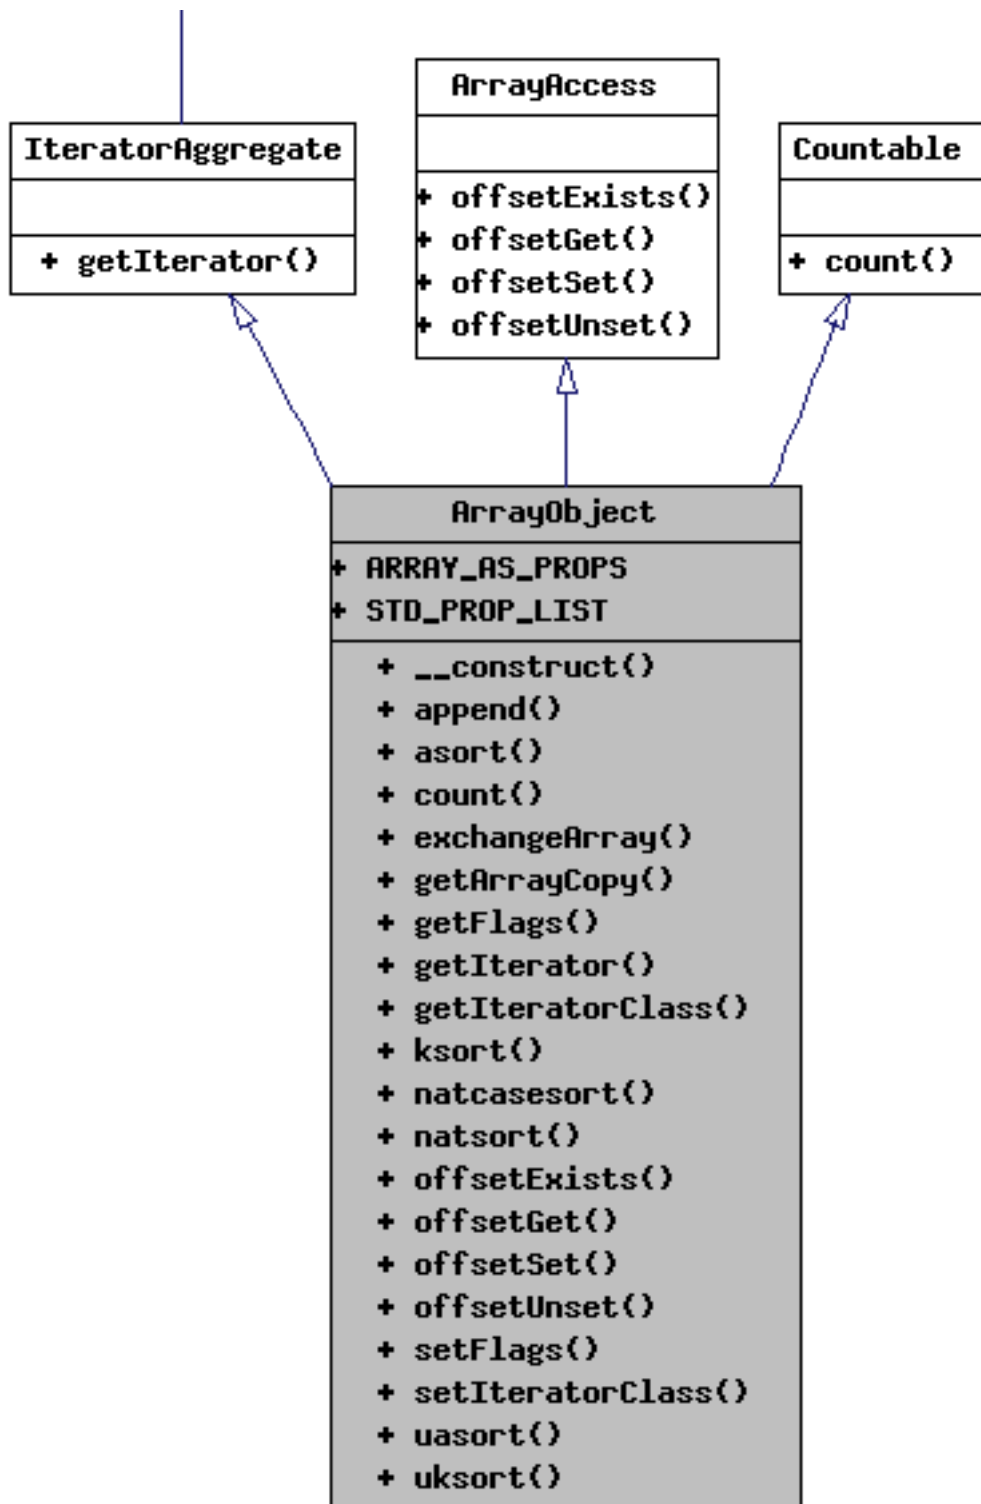 IteratorAggregate
+ getIterator()
ArrayAccess
+ offsetExists()
+ offsetGet()
+ offsetSet()
+ offsetUnset()
Countable
+ count()
ArrayObject
+ ARRAY_AS_PROPS
+ STD_PROP_LIST
+ __construct()
+ append()
+ asort()
+ count()
+ exchangeArray()
+ getArrayCopy()
+ getFlags()
+ getIterator()
+ getIteratorClass()
+ ksort()
+ natcasesort()
+ natsort()
+ offsetExists()
+ offsetGet()
+ offsetSet()
+ offsetUnset()
+ setFlags()
+ setIteratorClass()
+ uasort()
+ uksort()